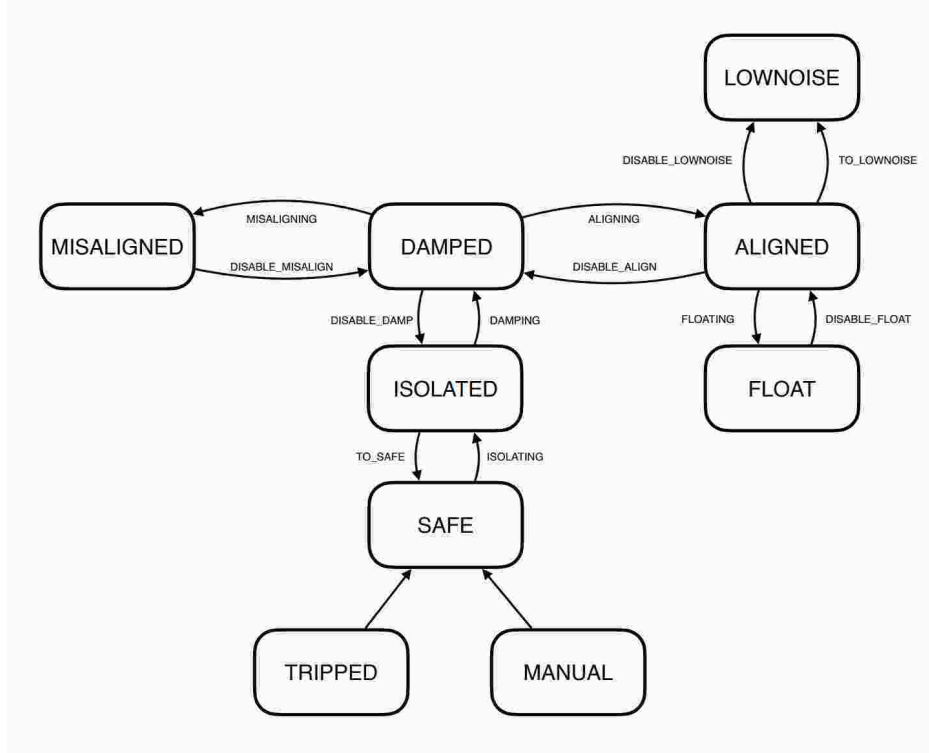 LOWNOISE
DISABLE_LOWNOISE
TO_LOWNOISE
MISALIGNING
ALIGNING
MISALIGNED
DAMPED
ALIGNED
DISABLE_MISALIGN
DISABLE_ALIGN
DISABLE_DAMP
DAMPING
FLOATING
DISABLE_FLOAT
ISOLATED
FLOAT
TO_SAFE
ISOLATING
SAFE
TRIPPED
MANUAL